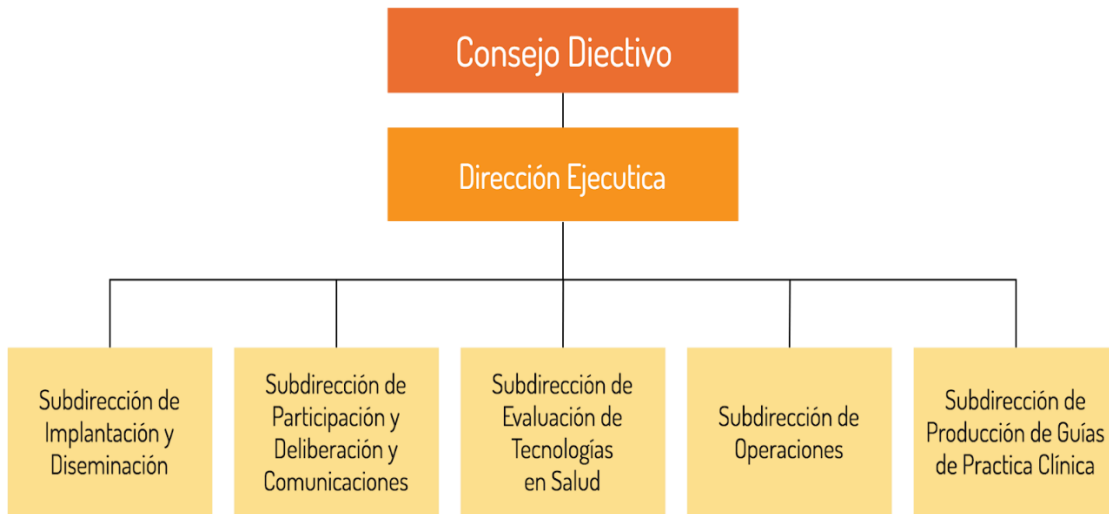 Consejo Diectivo
Dirección Ejecutica
Subdirección de
Implantación y
Diseminación
Subdirección de
Participación y
Deliberación y
Comunicaciones
Subdirección de
Evaluación de
Tecnologías
en Salud
Subdirección de
Operaciones
Subdirección de
Producción de Guías
de Practica Clínica